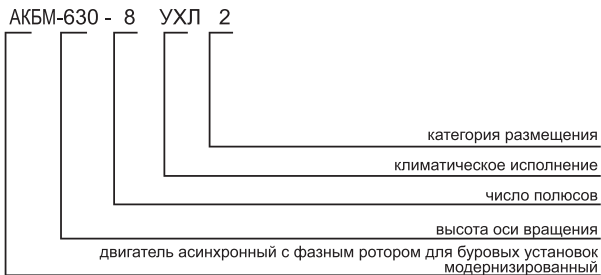 АКБМ-630 - 8 УХЛ 2
категория размещения
климатическое исполнение
число полюсов
высота оси вращения
двигатель асинхронный с фазным ротором для буровых установок
модернизированный